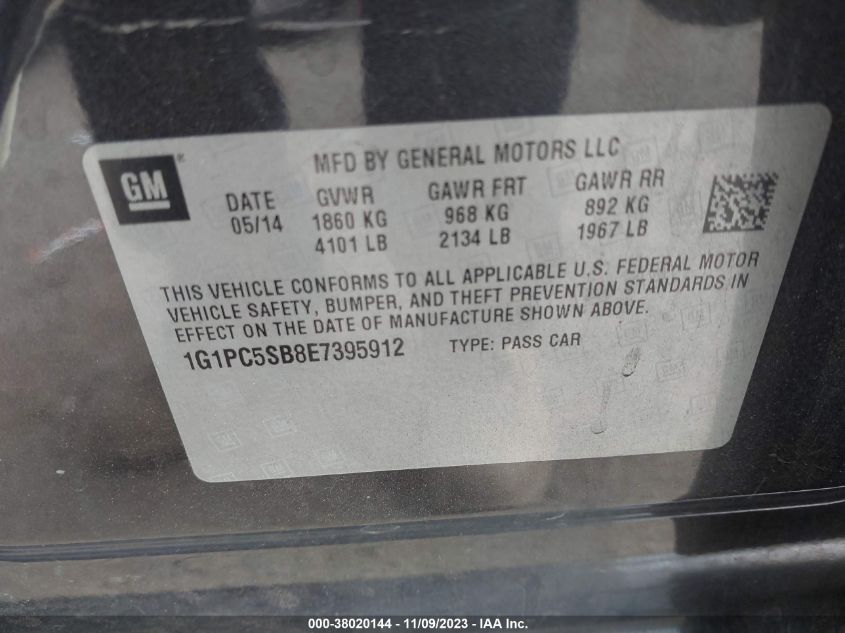 GM
®
MFD BY GENERAL MOTORS LLC
DATE GVWR GAWR FRT GAWR RR
05/14 1860 KG 968 KG 892 KG
4101 LB 2134 LB 1967 LB
THIS VEHICLE CONFORMS TO ALL APPLICABLE U.S. FEDERAL MOTOR
VEHICLE SAFETY, BUMPER, AND THEFT PREVENTION STANDARDS IN
EFFECT ON THE DATE OF MANUFACTURE SHOWN ABOVE.
1G1PC5SB8E7395912 TYPE: PASS CAR
000-38020144 - 11/09/2023 - IAA Inc.